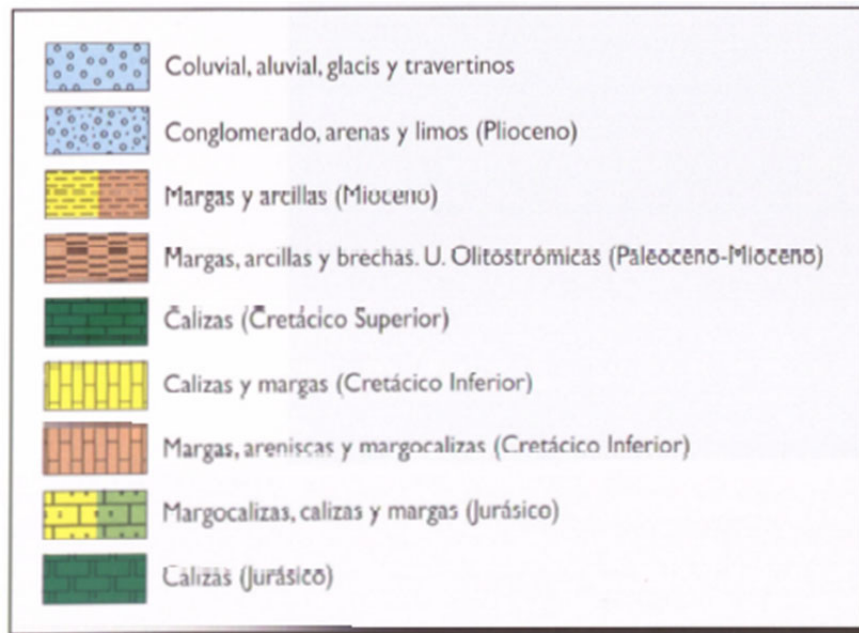 Coluvial, aluvial, glacis y travertinos
Conglomerado, arenas y limos (Plioceno)
Margas y arcillas (Mioceno)
Margas, arcillas y brechas. U. Olitostrómicas (Paleoceno-Mioceno)
Calizas (Cretácico Superior)
Calizas y margas (Cretácico Inferior)
Margas, areniscas y margocalizas (Cretácico Inferior)
Margocalizas, calizas y margas (Jurásico)
Calizas (Jurásico)